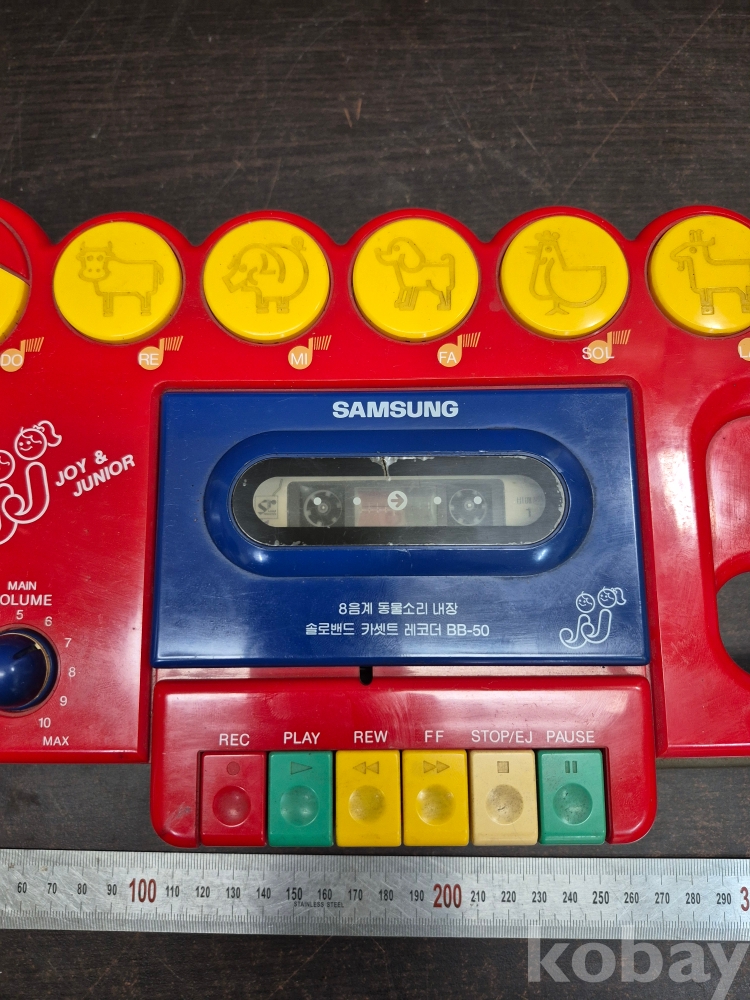 DO
RE
MI
FA
SOL
SAMSUNG
JOY &
JUNIOR
1
8음계 동물소리 내장
솔로밴드 카셋트 레코더 BB-50
MAIN
OLUME
5 6
7
8
9
10
MAX
REC PLAY REW FF STOP/EJ PAUSE
60 70 80 90 100 110 120 130 140 150 160 170 180 190 200 210 220 230 240 250 260 270 280 290 3
STAINLESS STEEL
kobay